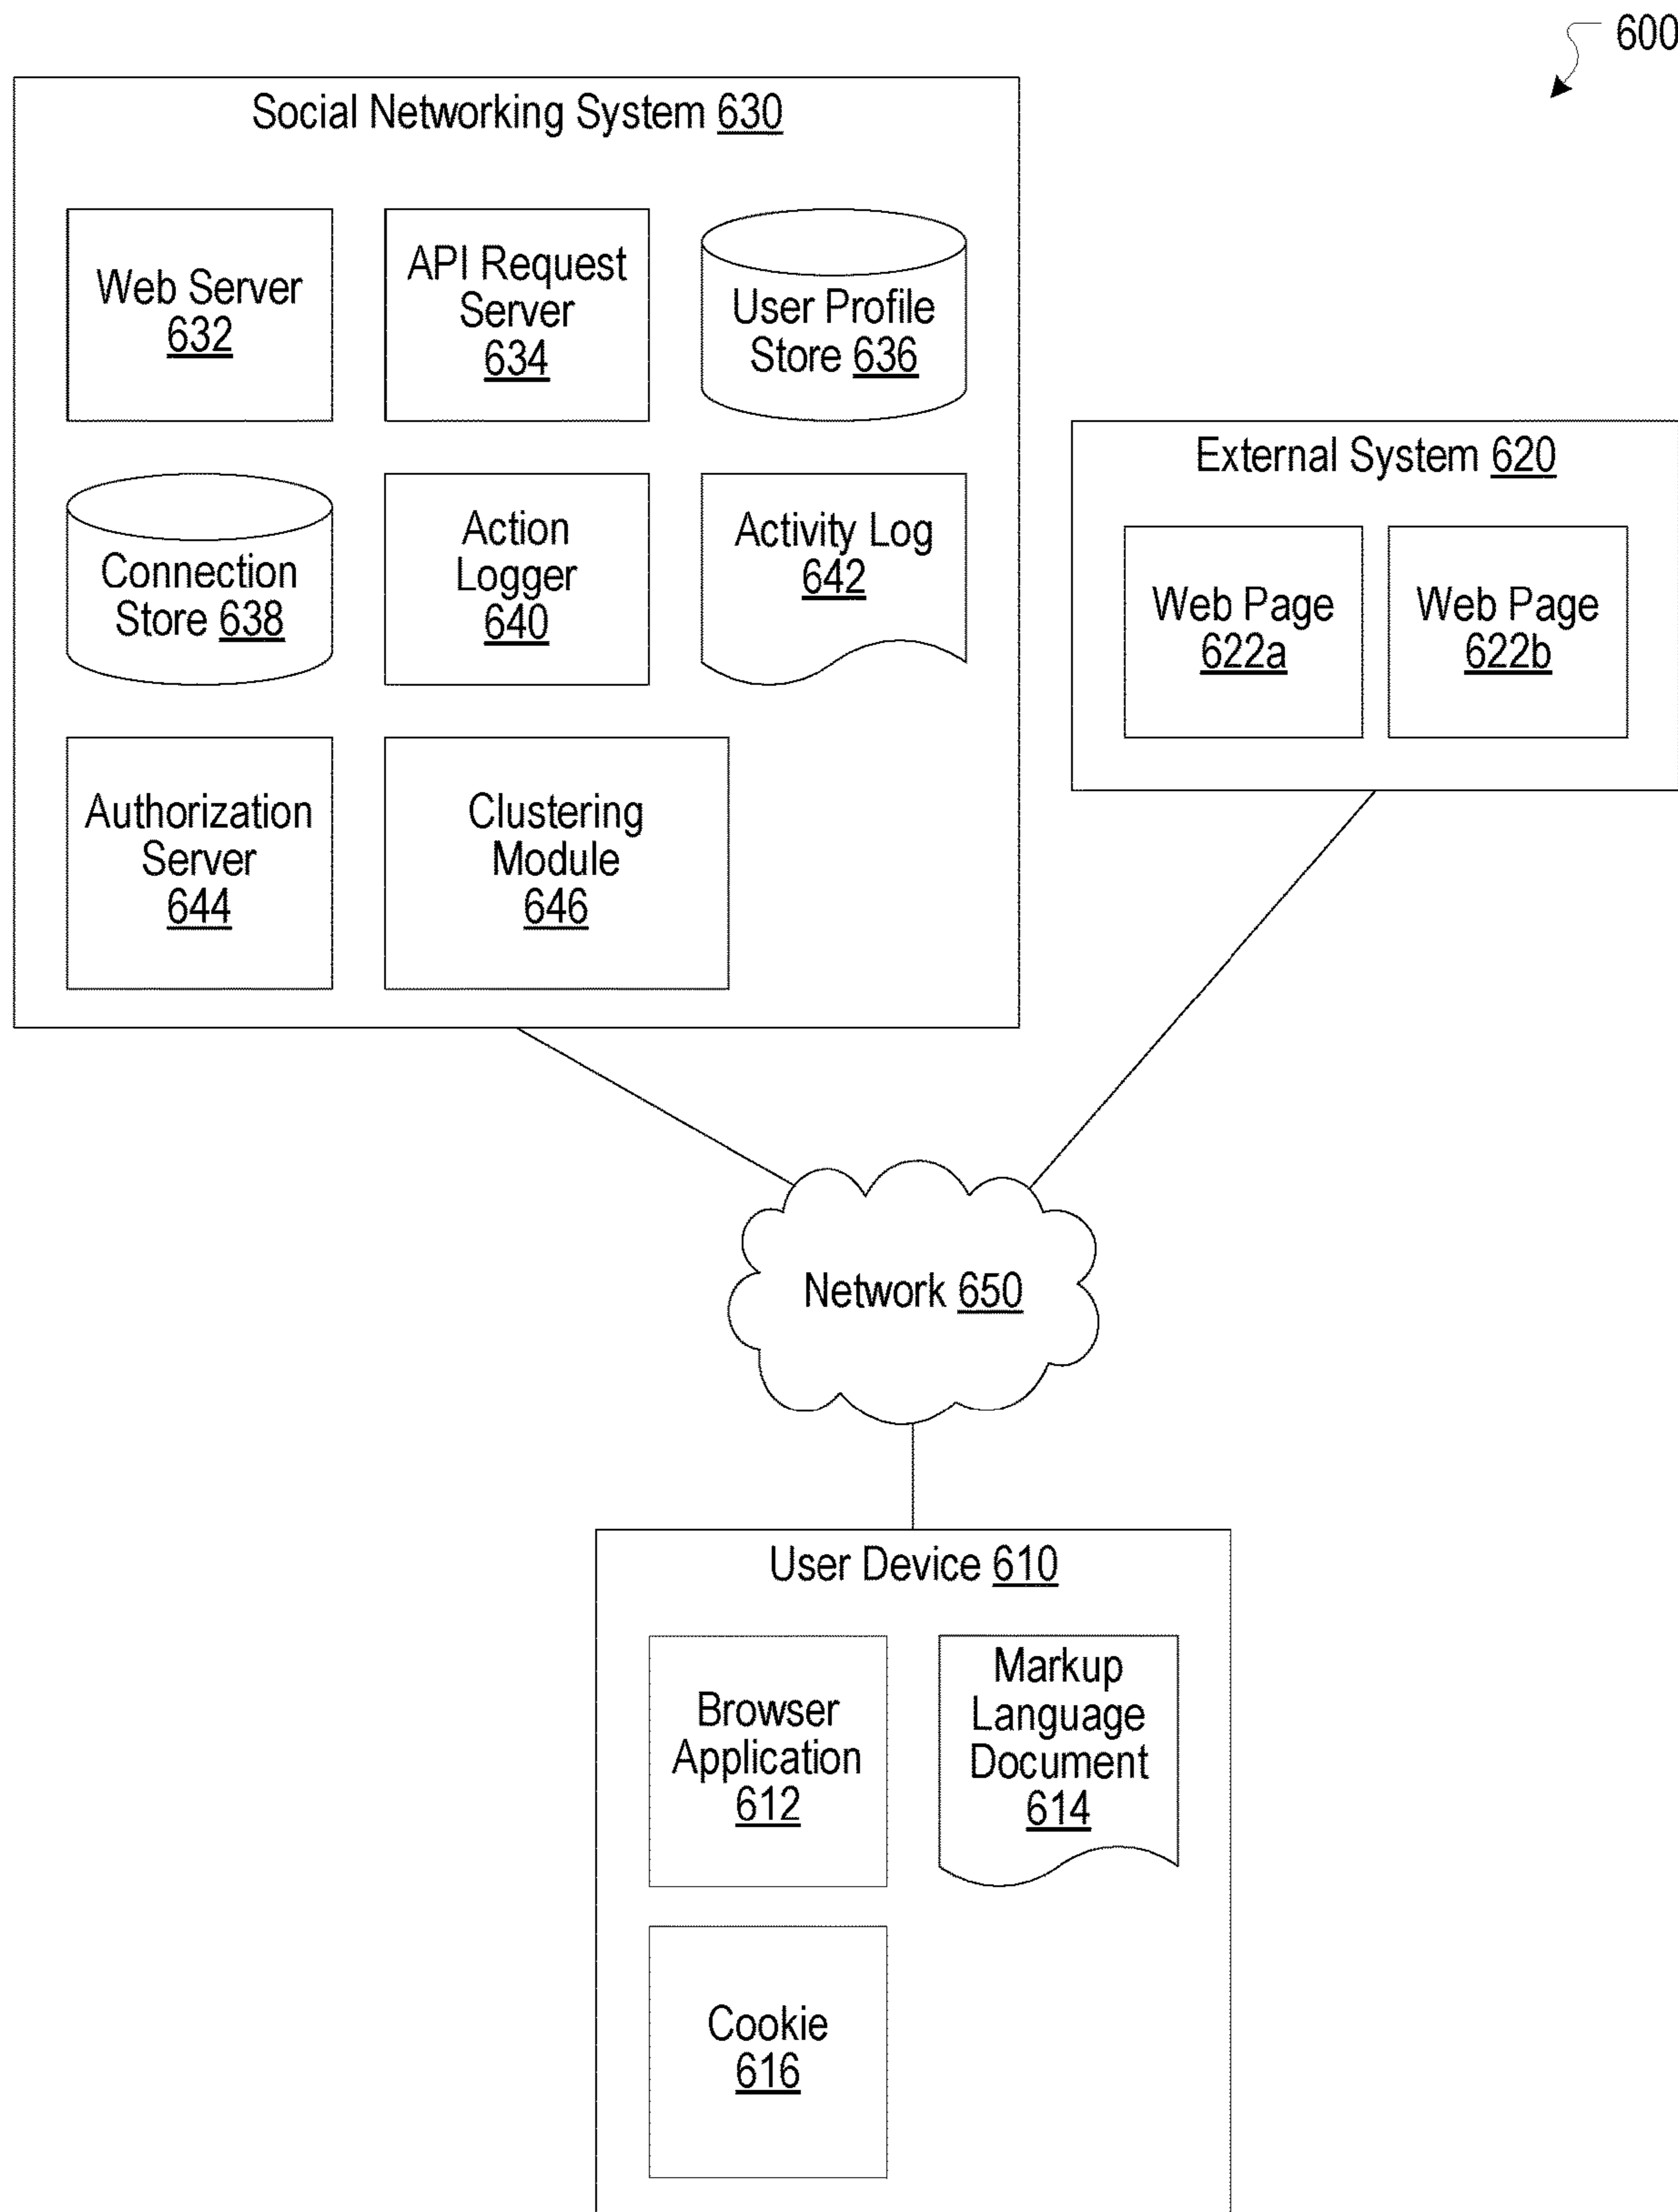 600
Social Networking System 630
Web Server
632
API Request
Server
634
User Profile
Store 636
Connection
Store 638
Action
Logger
640
Activity Log
642
Authorization
Server
644
Clustering
Module
646
External System 620
Web Page
622a
Web Page
622b
Network 650
User Device 610
Browser
Application
612
Markup
Language
Document
614
Cookie
616